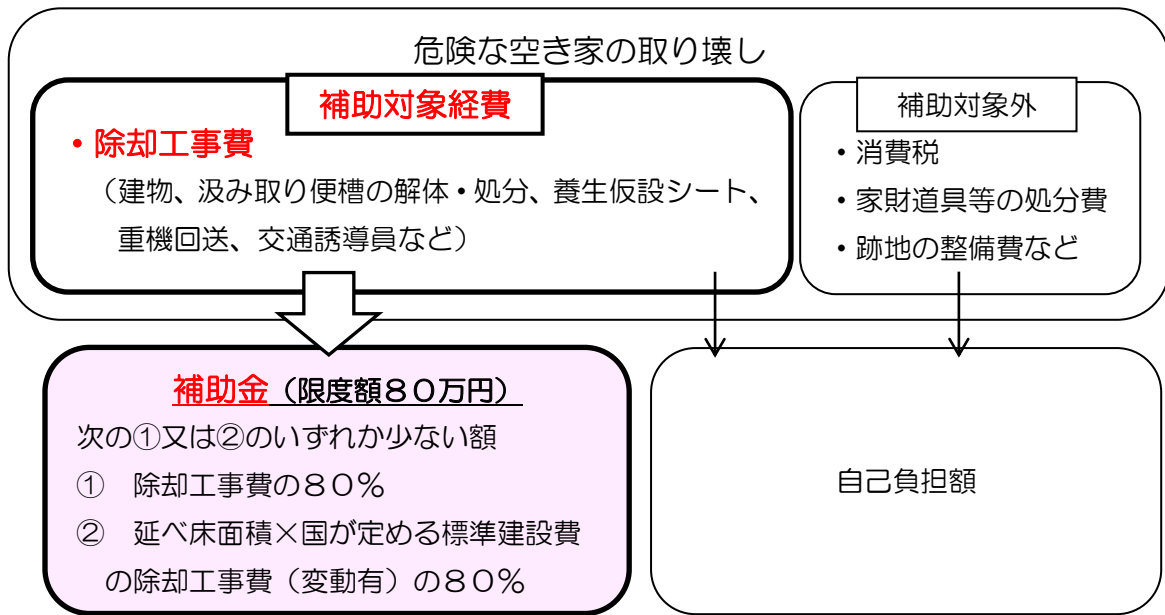 危険な空き家の取り壊し
補助対象経費
・除却工事費
（建物、汲み取り便槽の解体・処分、養生仮設シート、
重機回送、交通誘導員など）
補助対象外
・消費税
・家財道具等の処分費
・跡地の整備費など
補助金（限度額８０万円）
次の①又は②のいずれか少ない額
①　除却工事費の８０％
②　延べ床面積×国が定める標準建設費
の除却工事費（変動有）の８０％
自己負担額